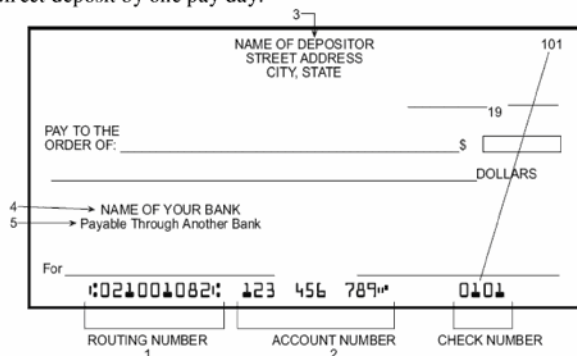 direct deposit by one pay day.
3
NAME OF DEPOSITOR 101
STREET ADDRESS
CITY, STATE
19
PAY TO THE
ORDER OF: $
DOLLARS
4 NAME OF YOUR BANK
5 Payable Through Another Bank
For
⑆021001082⑆ 123 456 789⑈ 0101
ROUTING NUMBER ACCOUNT NUMBER CHECK NUMBER
1 2